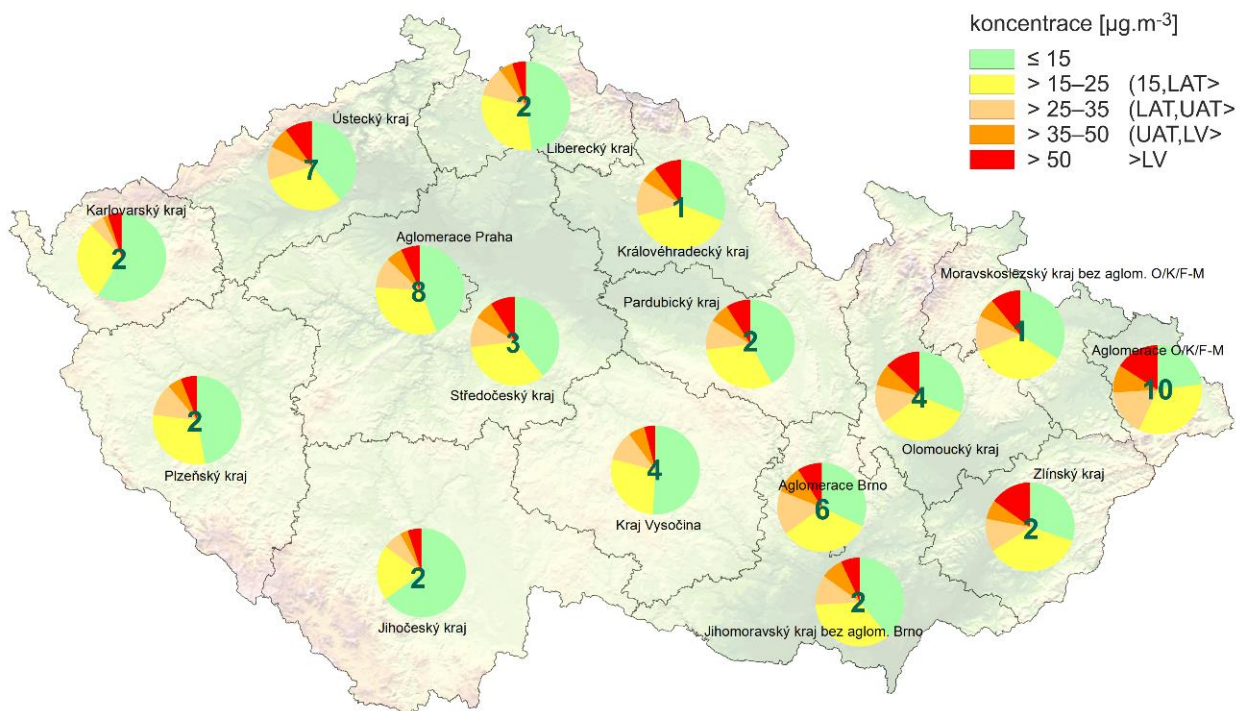 koncentrace [µg.m-3]
≤ 15
> 15–25 (15,LAT>
> 25–35 (LAT,UAT>
> 35–50 (UAT,LV>
> 50 >LV
2
Liberecký kraj
Ústecký kraj
7
Karlovarský kraj
2
1
Královéhradecký kraj
Aglomerace Praha
8
Moravskoslezský kraj bez aglom. O/K/F-M
1
Pardubický kraj
2
3
Středočeský kraj
Aglomerace O/K/F-M
10
4
Olomoucký kraj
2
Plzeňský kraj
4
Kraj Vysočina
Aglomerace Brno
6
Zlínský kraj
2
2
Jihočeský kraj
2
Jihomoravský kraj bez aglom. Brno